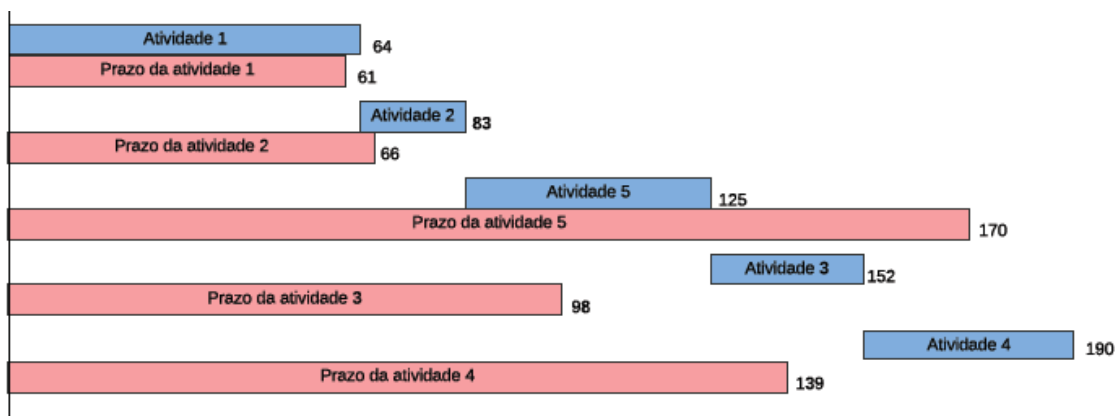 Atividade 1
64
Prazo da atividade 1
61
Atividade 2
83
Prazo da atividade 2
66
Atividade 5
125
Prazo da atividade 5
170
Atividade 3
152
Prazo da atividade 3
98
Atividade 4
190
Prazo da atividade 4
139